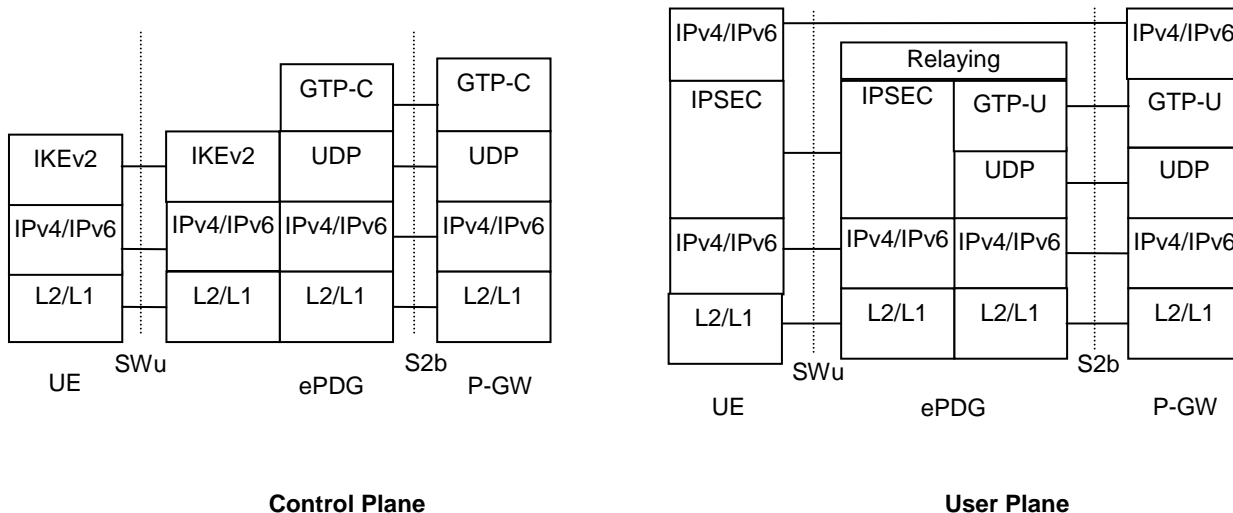 GTP-C
GTP-C
IKEv2
IKEv2
UDP
UDP
IPv4/IPv6
IPv4/IPv6
IPv4/IPv6
IPv4/IPv6
L2/L1
L2/L1
L2/L1
L2/L1
SWu
S2b
UE
ePDG
P-GW
Control Plane
IPv4/IPv6
IPv4/IPv6
Relaying
IPSEC
IPSEC
GTP-U
GTP-U
UDP
UDP
IPv4/IPv6
IPv4/IPv6
IPv4/IPv6
IPv4/IPv6
L2/L1
L2/L1
L2/L1
L2/L1
SWu
S2b
UE
ePDG
P-GW
User Plane